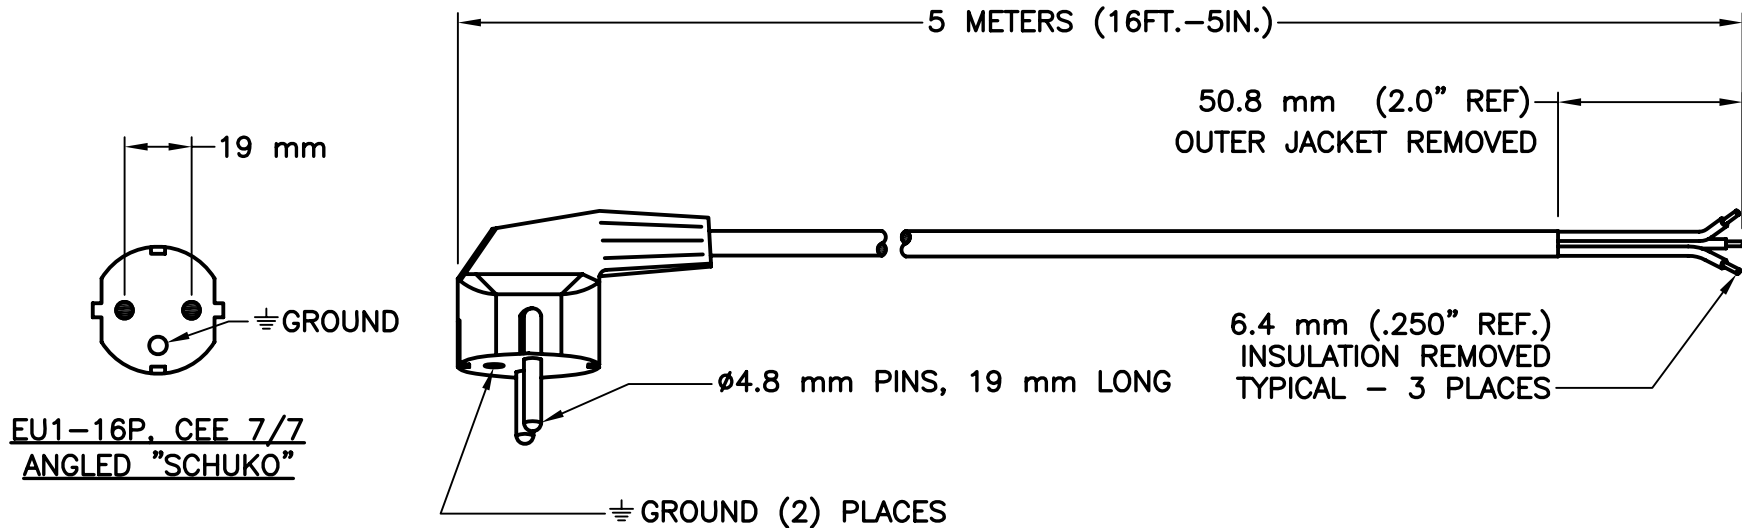 5 METERS (16FT.-5IN.)
50.8 mm (2.0" REF)
OUTER JACKET REMOVED
19 mm
⏚ GROUND
6.4 mm (.250" REF.)
INSULATION REMOVED
TYPICAL - 3 PLACES
ø4.8 mm PINS, 19 mm LONG
EU1-16P, CEE 7/7
ANGLED "SCHUKO"
⏚ GROUND (2) PLACES